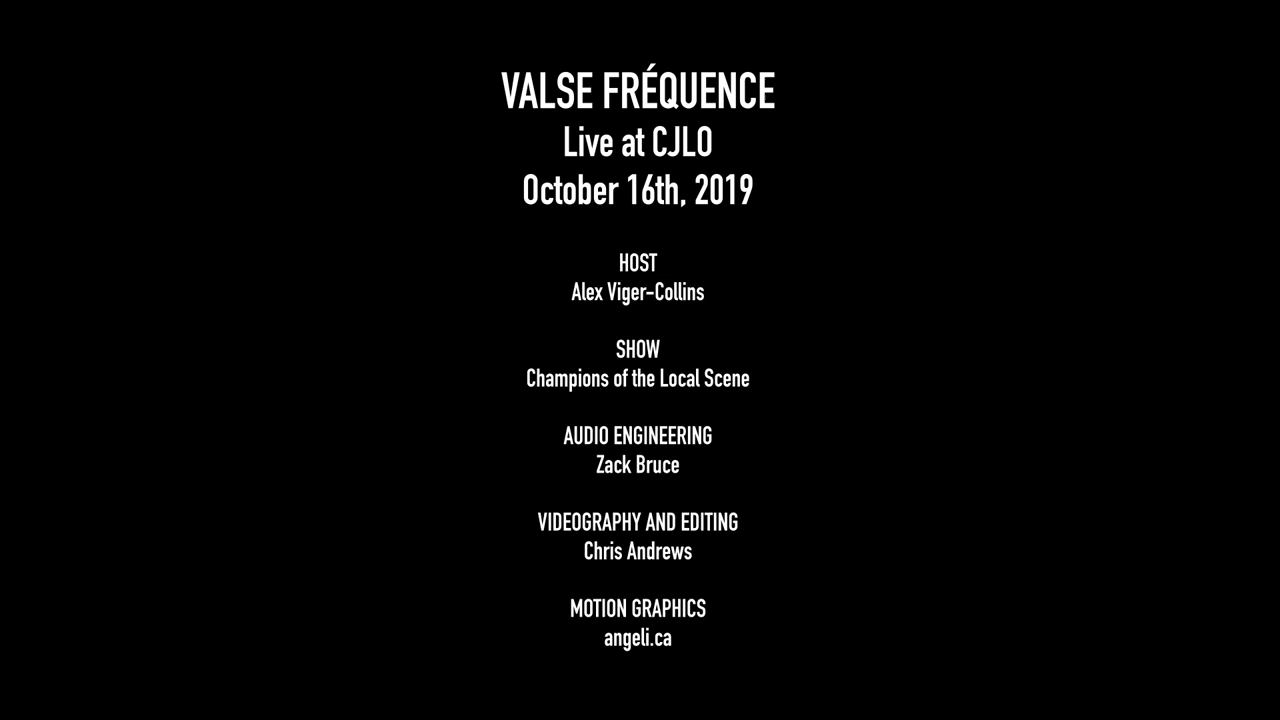 VALSE FRÉQUENCE
Live at CJLO
October 16th, 2019
HOST
Alex Viger-Collins
SHOW
Champions of the Local Scene
AUDIO ENGINEERING
Zack Bruce
VIDEOGRAPHY AND EDITING
Chris Andrews
MOTION GRAPHICS
angeli.ca